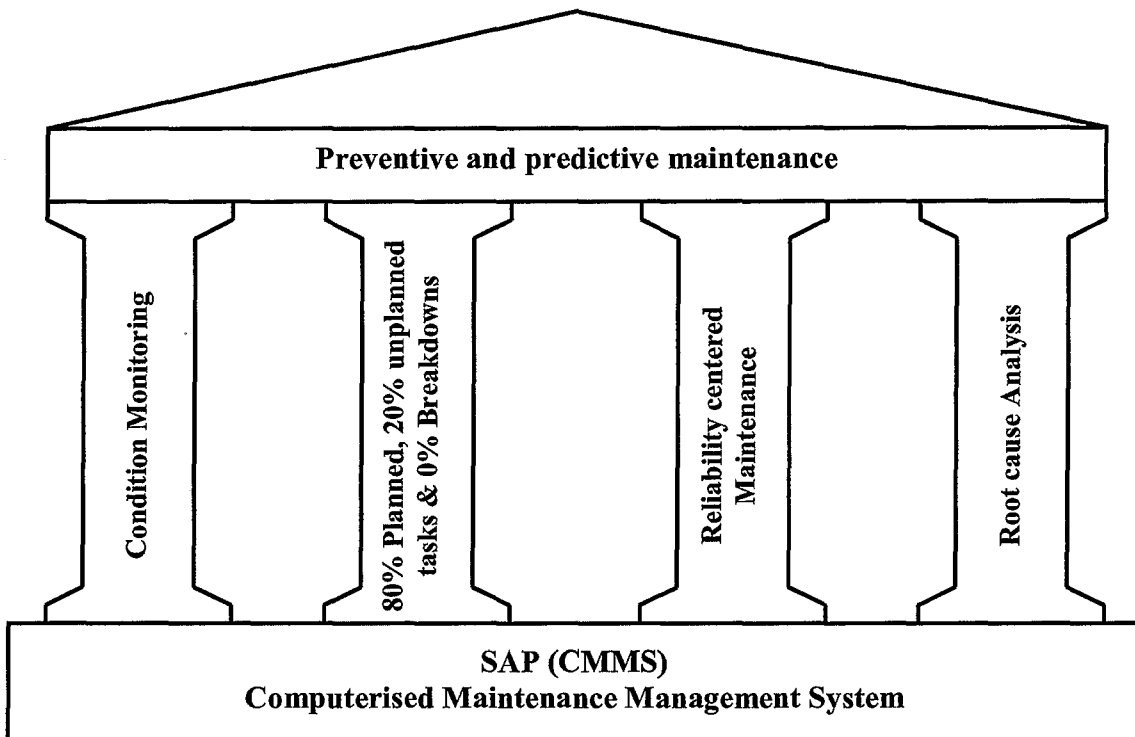 Preventive and predictive maintenance
Condition Monitoring
80% Planned, 20% unplanned
tasks & 0% Breakdowns
Reliability centered
Maintenance
Root cause Analysis
SAP (CMMS)
Computerised Maintenance Management System